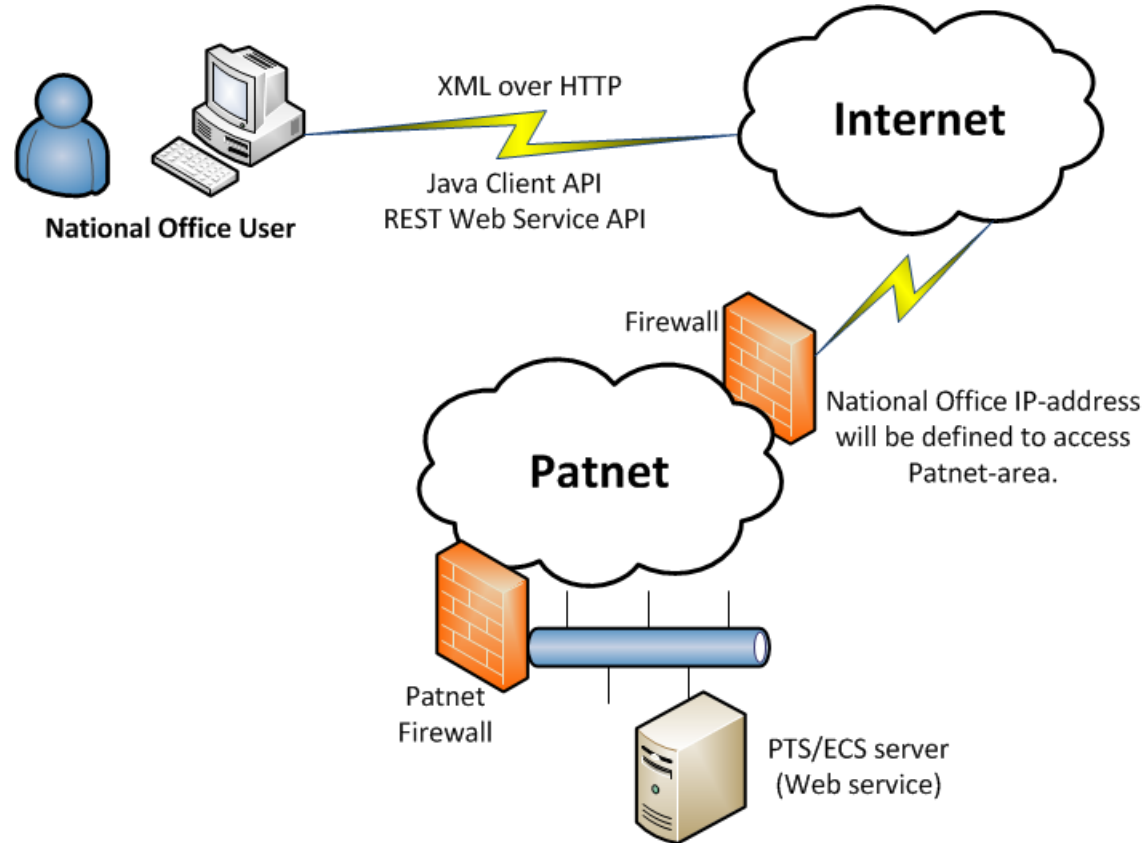 XML over HTTP
Internet
Java Client API
REST Web Service API
National Office User
Firewall
National Office IP-address
will be defined to access
Patnet-area.
Patnet
Patnet
Firewall
PTS/ECS server
(Web service)